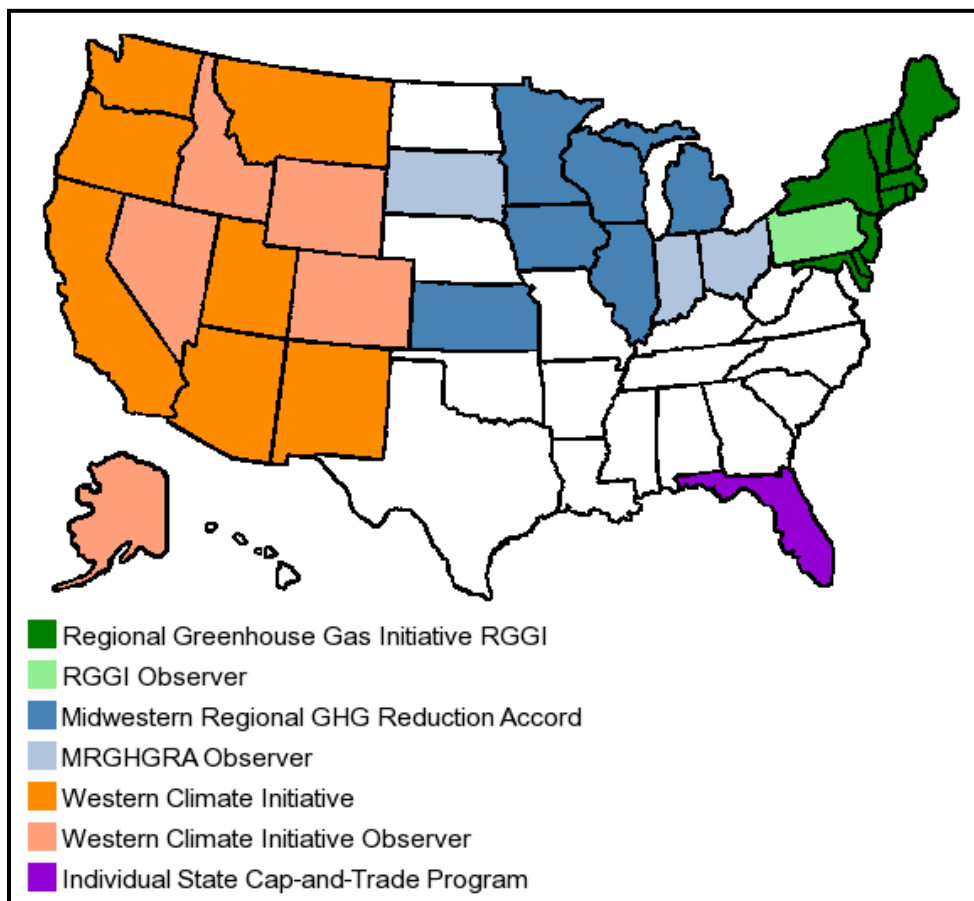 Regional Greenhouse Gas Initiative RGGI
RGGI Observer
Midwestern Regional GHG Reduction Accord
MRGHGRA Observer
Western Climate Initiative
Western Climate Initiative Observer
Individual State Cap-and-Trade Program